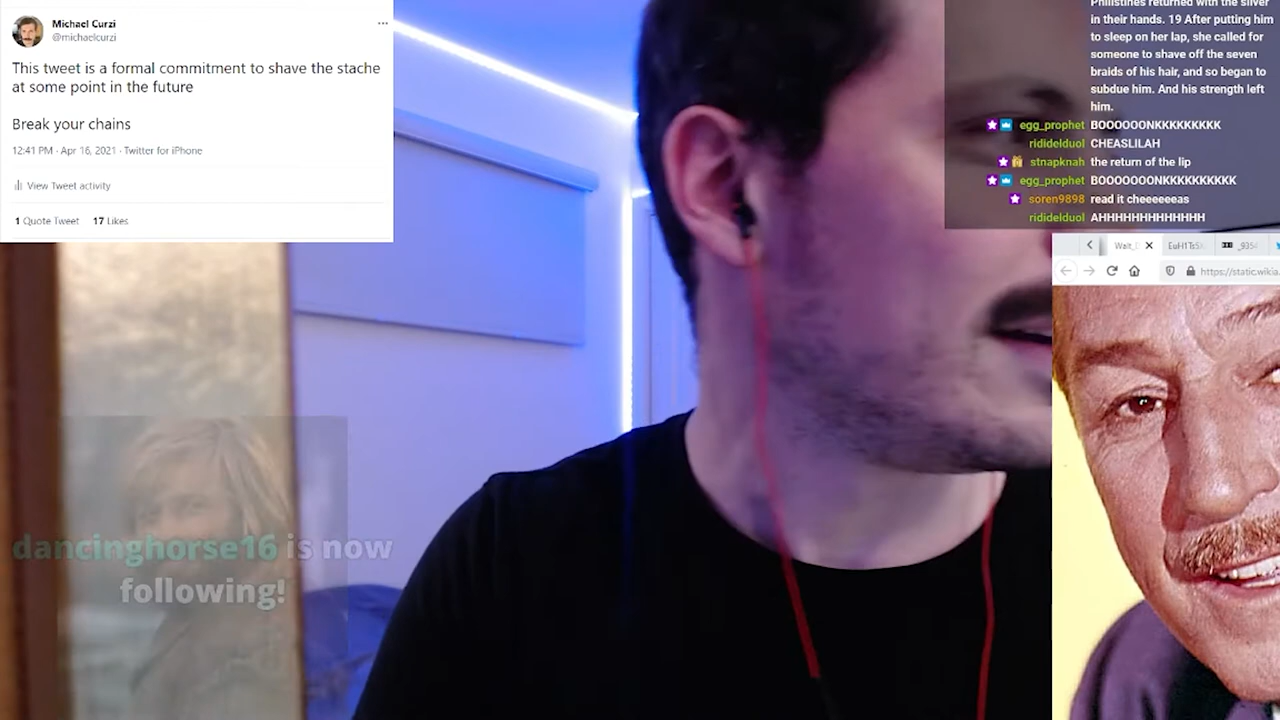 Michael Curzi
@michaelcurzi
This tweet is a formal commitment to shave the stache
at some point in the future
Break your chains
12:41 PM · Apr 16, 2021 · Twitter for iPhone
View Tweet activity
1 Quote Tweet 17 Likes
Philistines returned with the silver
in their hands. 19 After putting him
to sleep on her lap, she called for
someone to shave off the seven
braids of his hair, and so began to
subdue him. And his strength left
him.
egg_prophet BOOOOOONKKKKKKKKK
rididelduol CHEASLILAH
stnapknah the return of the lip
egg_prophet BOOOOOOONKKKKKKKKKK
soren9898 read it cheeeeeeas
rididelduol AHHHHHHHHHHHHH
Walt_
https://static.wikia.
dancinghorse16 is now
following!